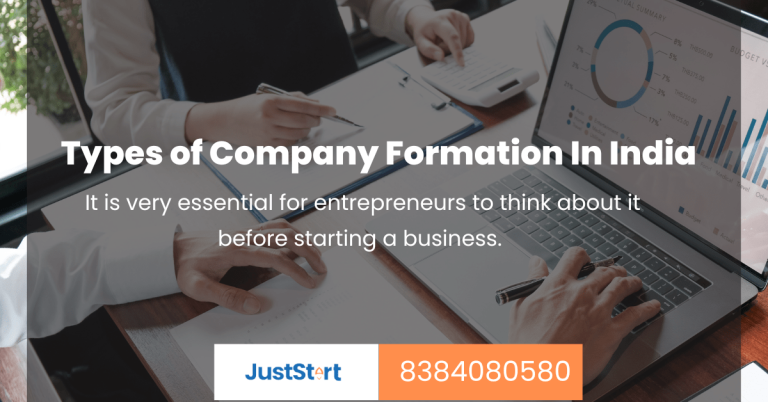 Types of Company Formation In India
It is very essential for entrepreneurs to think about it
before starting a business.
JustStart
8384080580